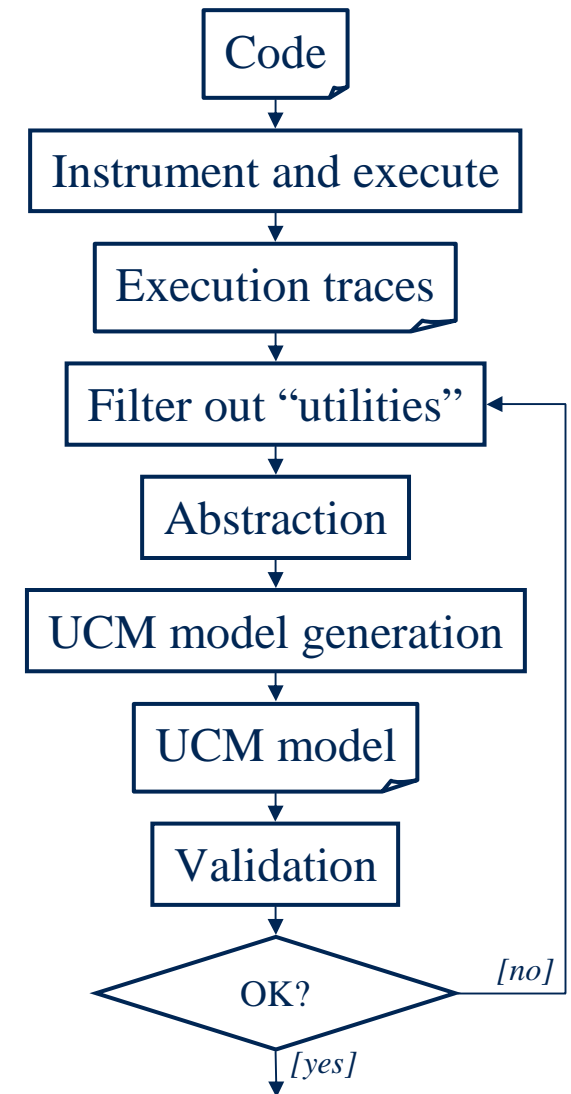 Code
Instrument and execute
Execution traces
Filter out “utilities”
Abstraction
UCM model generation
UCM model
Validation
OK?
[no]
[yes]